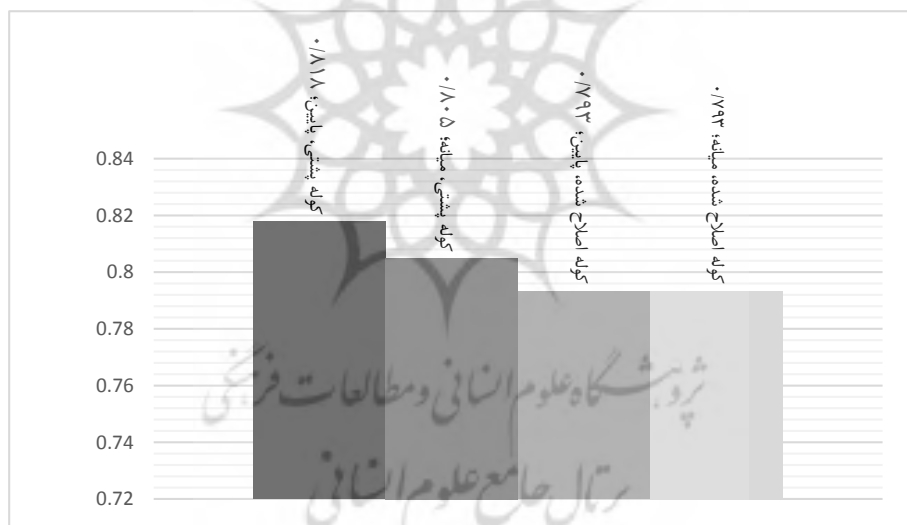 کوله پشتی، پایین؛ ۰/۸۱۸
کوله پشتی، میانه؛ ۰/۸۰۵
کوله اصلاح شده، پایین؛ ۰/۷۹۳
کوله اصلاح شده، میانه؛ ۰/۷۹۳
0.84
0.82
0.8
0.78
0.76
0.74
0.72
پژوهشگاه علوم انسانی و مطالعات فرهنگی
پرتال جامع علوم انسانی